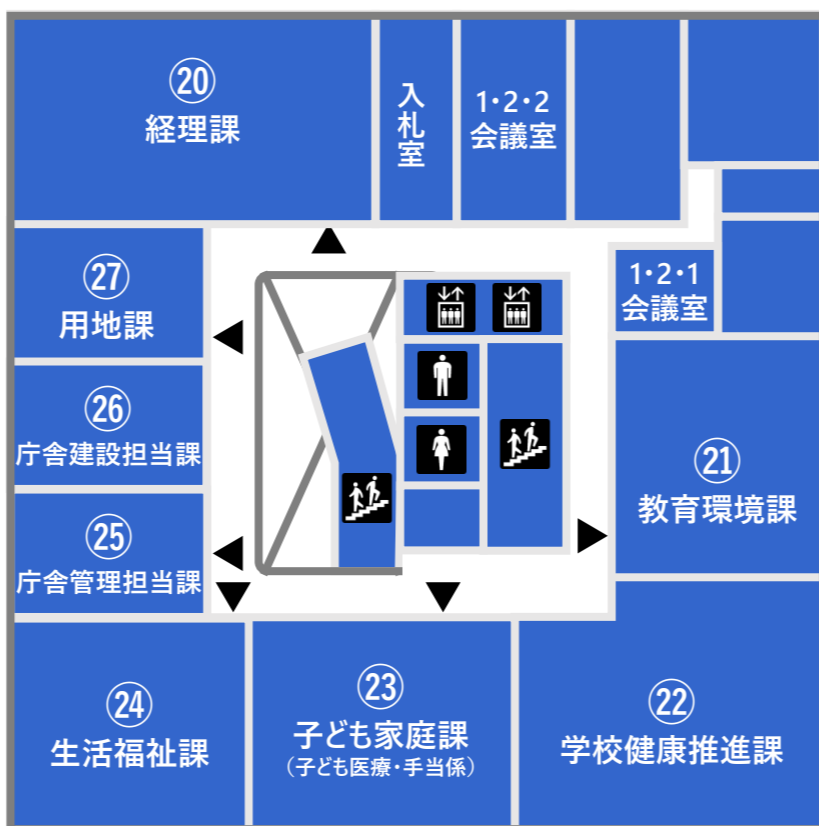 ⑳
経理課
入札室
1・2・2
会議室
㉗
用地課
1・2・1
会議室
㉖
庁舎建設担当課
㉑
教育環境課
㉕
庁舎管理担当課
㉔
生活福祉課
㉓
子ども家庭課
（子ども医療・手当係）
㉒
学校健康推進課